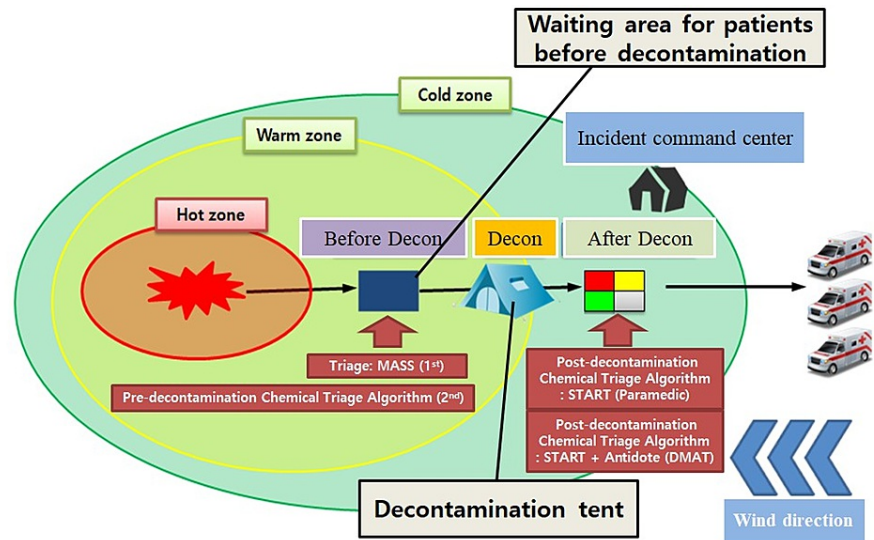 Waiting area for patients
before decontamination
Cold zone
Warm zone
Incident command center
Hot zone
Before Decon
Decon
After Decon
Triage: MASS (1st)
Pre-decontamination Chemical Triage Algorithm (2nd)
Post-decontamination
Chemical Triage Algorithm
: START (Paramedic)
Post-decontamination
Chemical Triage Algorithm
: START + Antidote (DMAT)
Decontamination tent
Wind direction